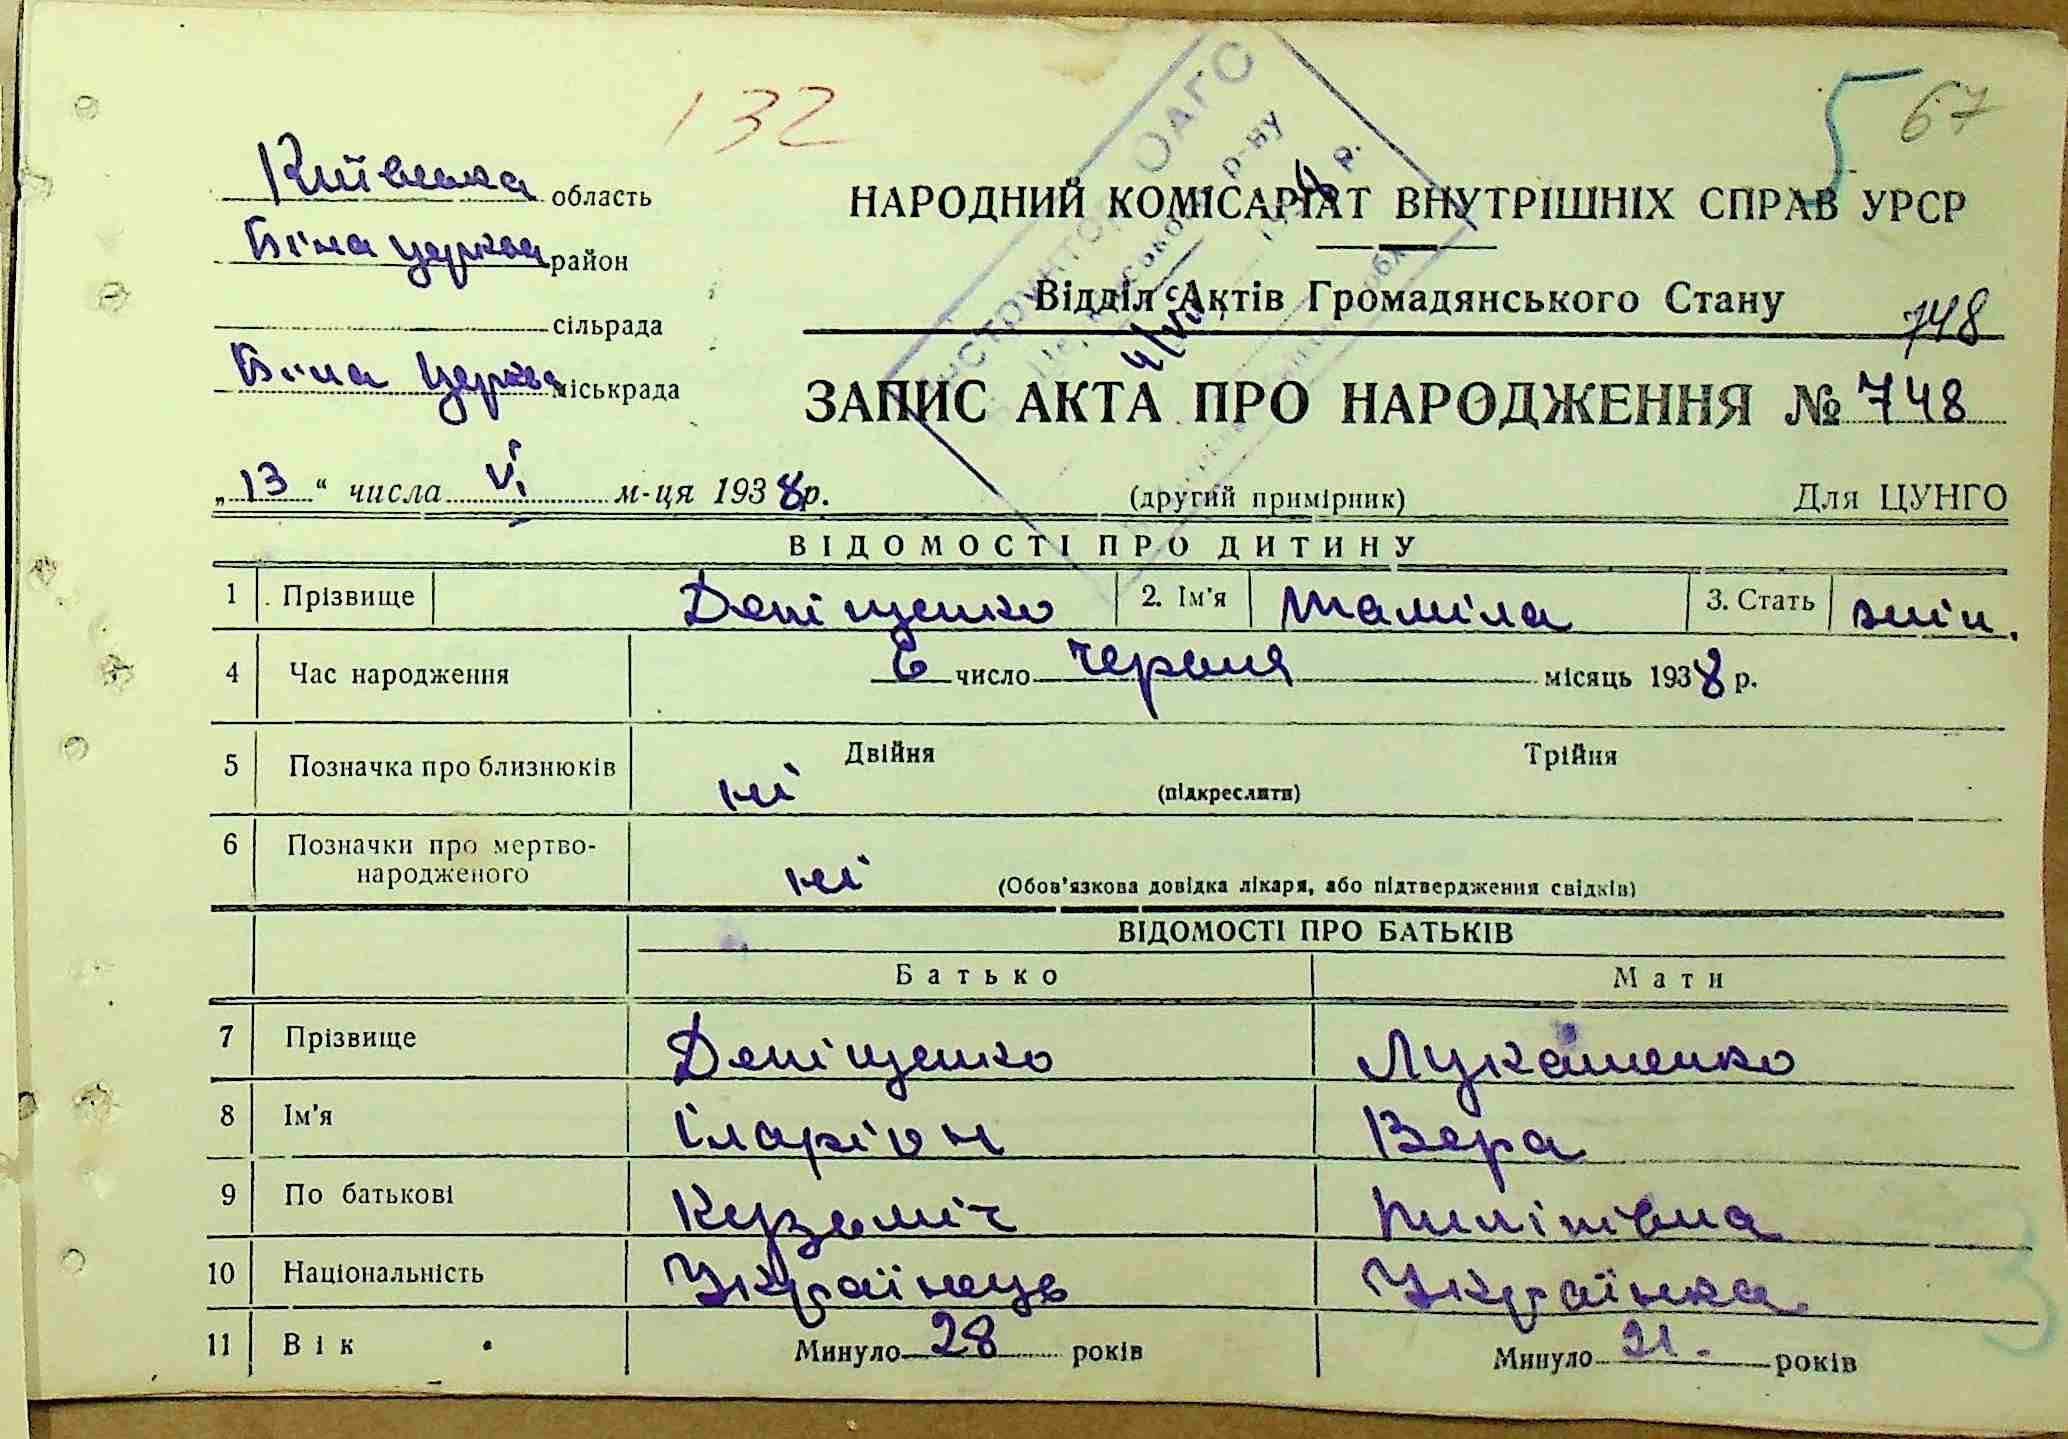 132
5 67
Київська область
Біла церква район
сільрада
Біла Церква міськрада
НАРОДНИЙ КОМІСАРІАТ ВНУТРІШНІХ СПРАВ УРСР
Відділ Актів Громадянського Стану
748
ЗАПИС АКТА ПРО НАРОДЖЕННЯ № 748
„13“ числа VI м-ця 1938 р.
(другий примірник) Для ЦУНГО
ВІДОМОСТІ ПРО ДИТИНУ
1 Прізвище Деніщенко 2. Ім'я Таміла 3. Стать жін.
4 Час народження 6 число Червня місяць 1938 р.
5 Позначка про близнюків ні Двійня Трійня
(підкреслити)
6 Позначки про мертво-
народженого ні (Обов'язкова довідка лікаря, або підтвердження свідків)
ВІДОМОСТІ ПРО БАТЬКІВ
Батько Мати
7 Прізвище Деніщенко Лукашенко
8 Ім'я Іларіон Вера
9 По батькові Кузьміч Пиліпівна
10 Національність Українець Українка
11 Вік Минуло 28 років Минуло 21. років